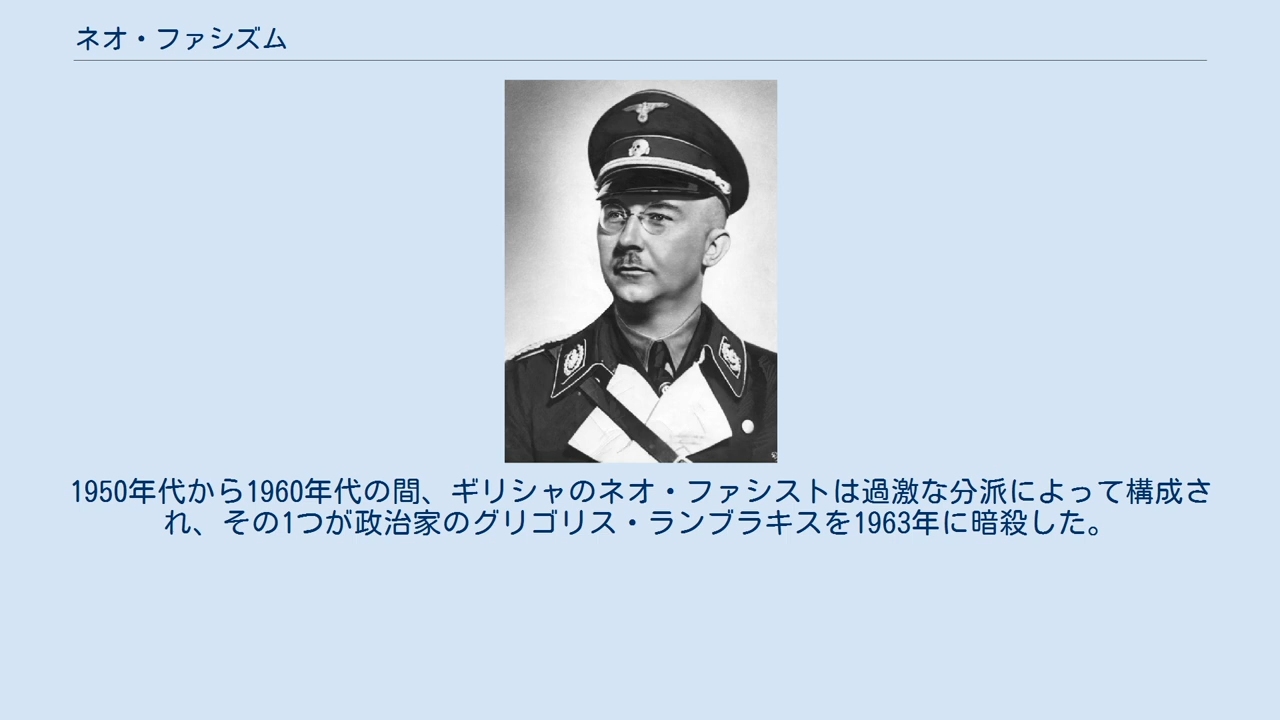 ネオ・ファシズム
1950年代から1960年代の間、ギリシャのネオ・ファシストは過激な分派によって構成さ
れ、その1つが政治家のグリゴリス・ランブラキスを1963年に暗殺した。